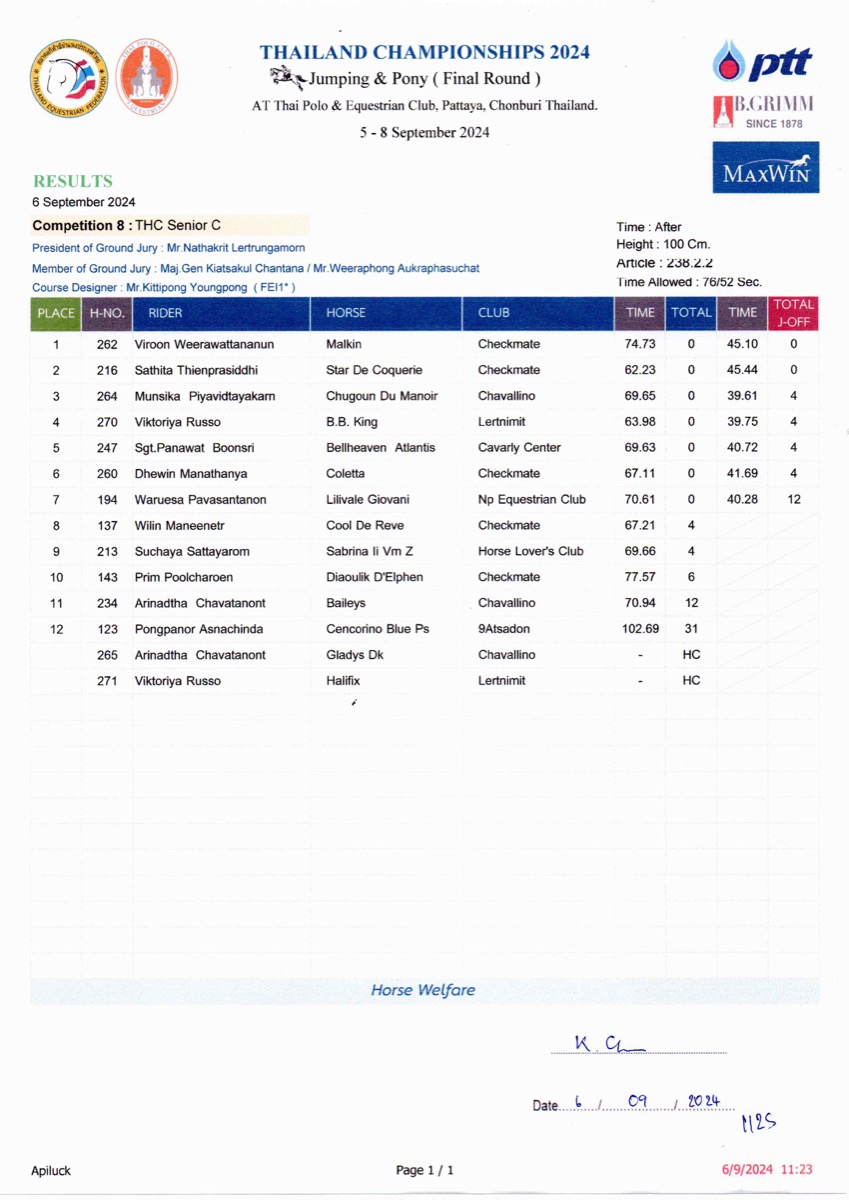 THAILAND CHAMPIONSHIPS 2024
Jumping & Pony ( Final Round )
AT Thai Polo & Equestrian Club, Pattaya, Chonburi Thailand.
5 - 8 September 2024
THAILAND EQUESTRIAN FEDERATION
ptt
B.GRIMM
SINCE 1878
MAXWIN
RESULTS
6 September 2024
Competition 8 : THC Senior C
President of Ground Jury : Mr.Nathakrit Lertrungamorn
Member of Ground Jury : Maj.Gen Kiatsakul Chantana / Mr.Weeraphong Aukraphasuchat
Course Designer : Mr.Kittipong Youngpong ( FEI1* )
Time : After
Height : 100 Cm.
Article : 238.2.2
Time Allowed : 76/52 Sec.
PLACE H-NO. RIDER HORSE CLUB TIME TOTAL TIME TOTAL J-OFF
1 262 Viroon Weerawattananun Malkin Checkmate 74.73 0 45.10 0
2 216 Sathita Thienprasiddhi Star De Coquerie Checkmate 62.23 0 45.44 0
3 264 Munsika Piyavidtayakarn Chugoun Du Manoir Chavallino 69.65 0 39.61 4
4 270 Viktoriya Russo B.B. King Lertnimit 63.98 0 39.75 4
5 247 Sgt.Panawat Boonsri Bellheaven Atlantis Cavarly Center 69.63 0 40.72 4
6 260 Dhewin Manathanya Coletta Checkmate 67.11 0 41.69 4
7 194 Waruesa Pavasantanon Lilivale Giovani Np Equestrian Club 70.61 0 40.28 12
8 137 Wilin Maneenetr Cool De Reve Checkmate 67.21 4
9 213 Suchaya Sattayarom Sabrina Ii Vm Z Horse Lover's Club 69.66 4
10 143 Prim Poolcharoen Diaoulik D'Elphen Checkmate 77.57 6
11 234 Arinadtha Chavatanont Baileys Chavallino 70.94 12
12 123 Pongpanor Asnachinda Cencorino Blue Ps 9Atsadon 102.69 31
265 Arinadtha Chavatanont Gladys Dk Chavallino - HC
271 Viktoriya Russo Halifix Lertnimit - HC
Horse Welfare
Date 6 / 09 / 2024
Apiluck
Page 1 / 1
6/9/2024 11:23